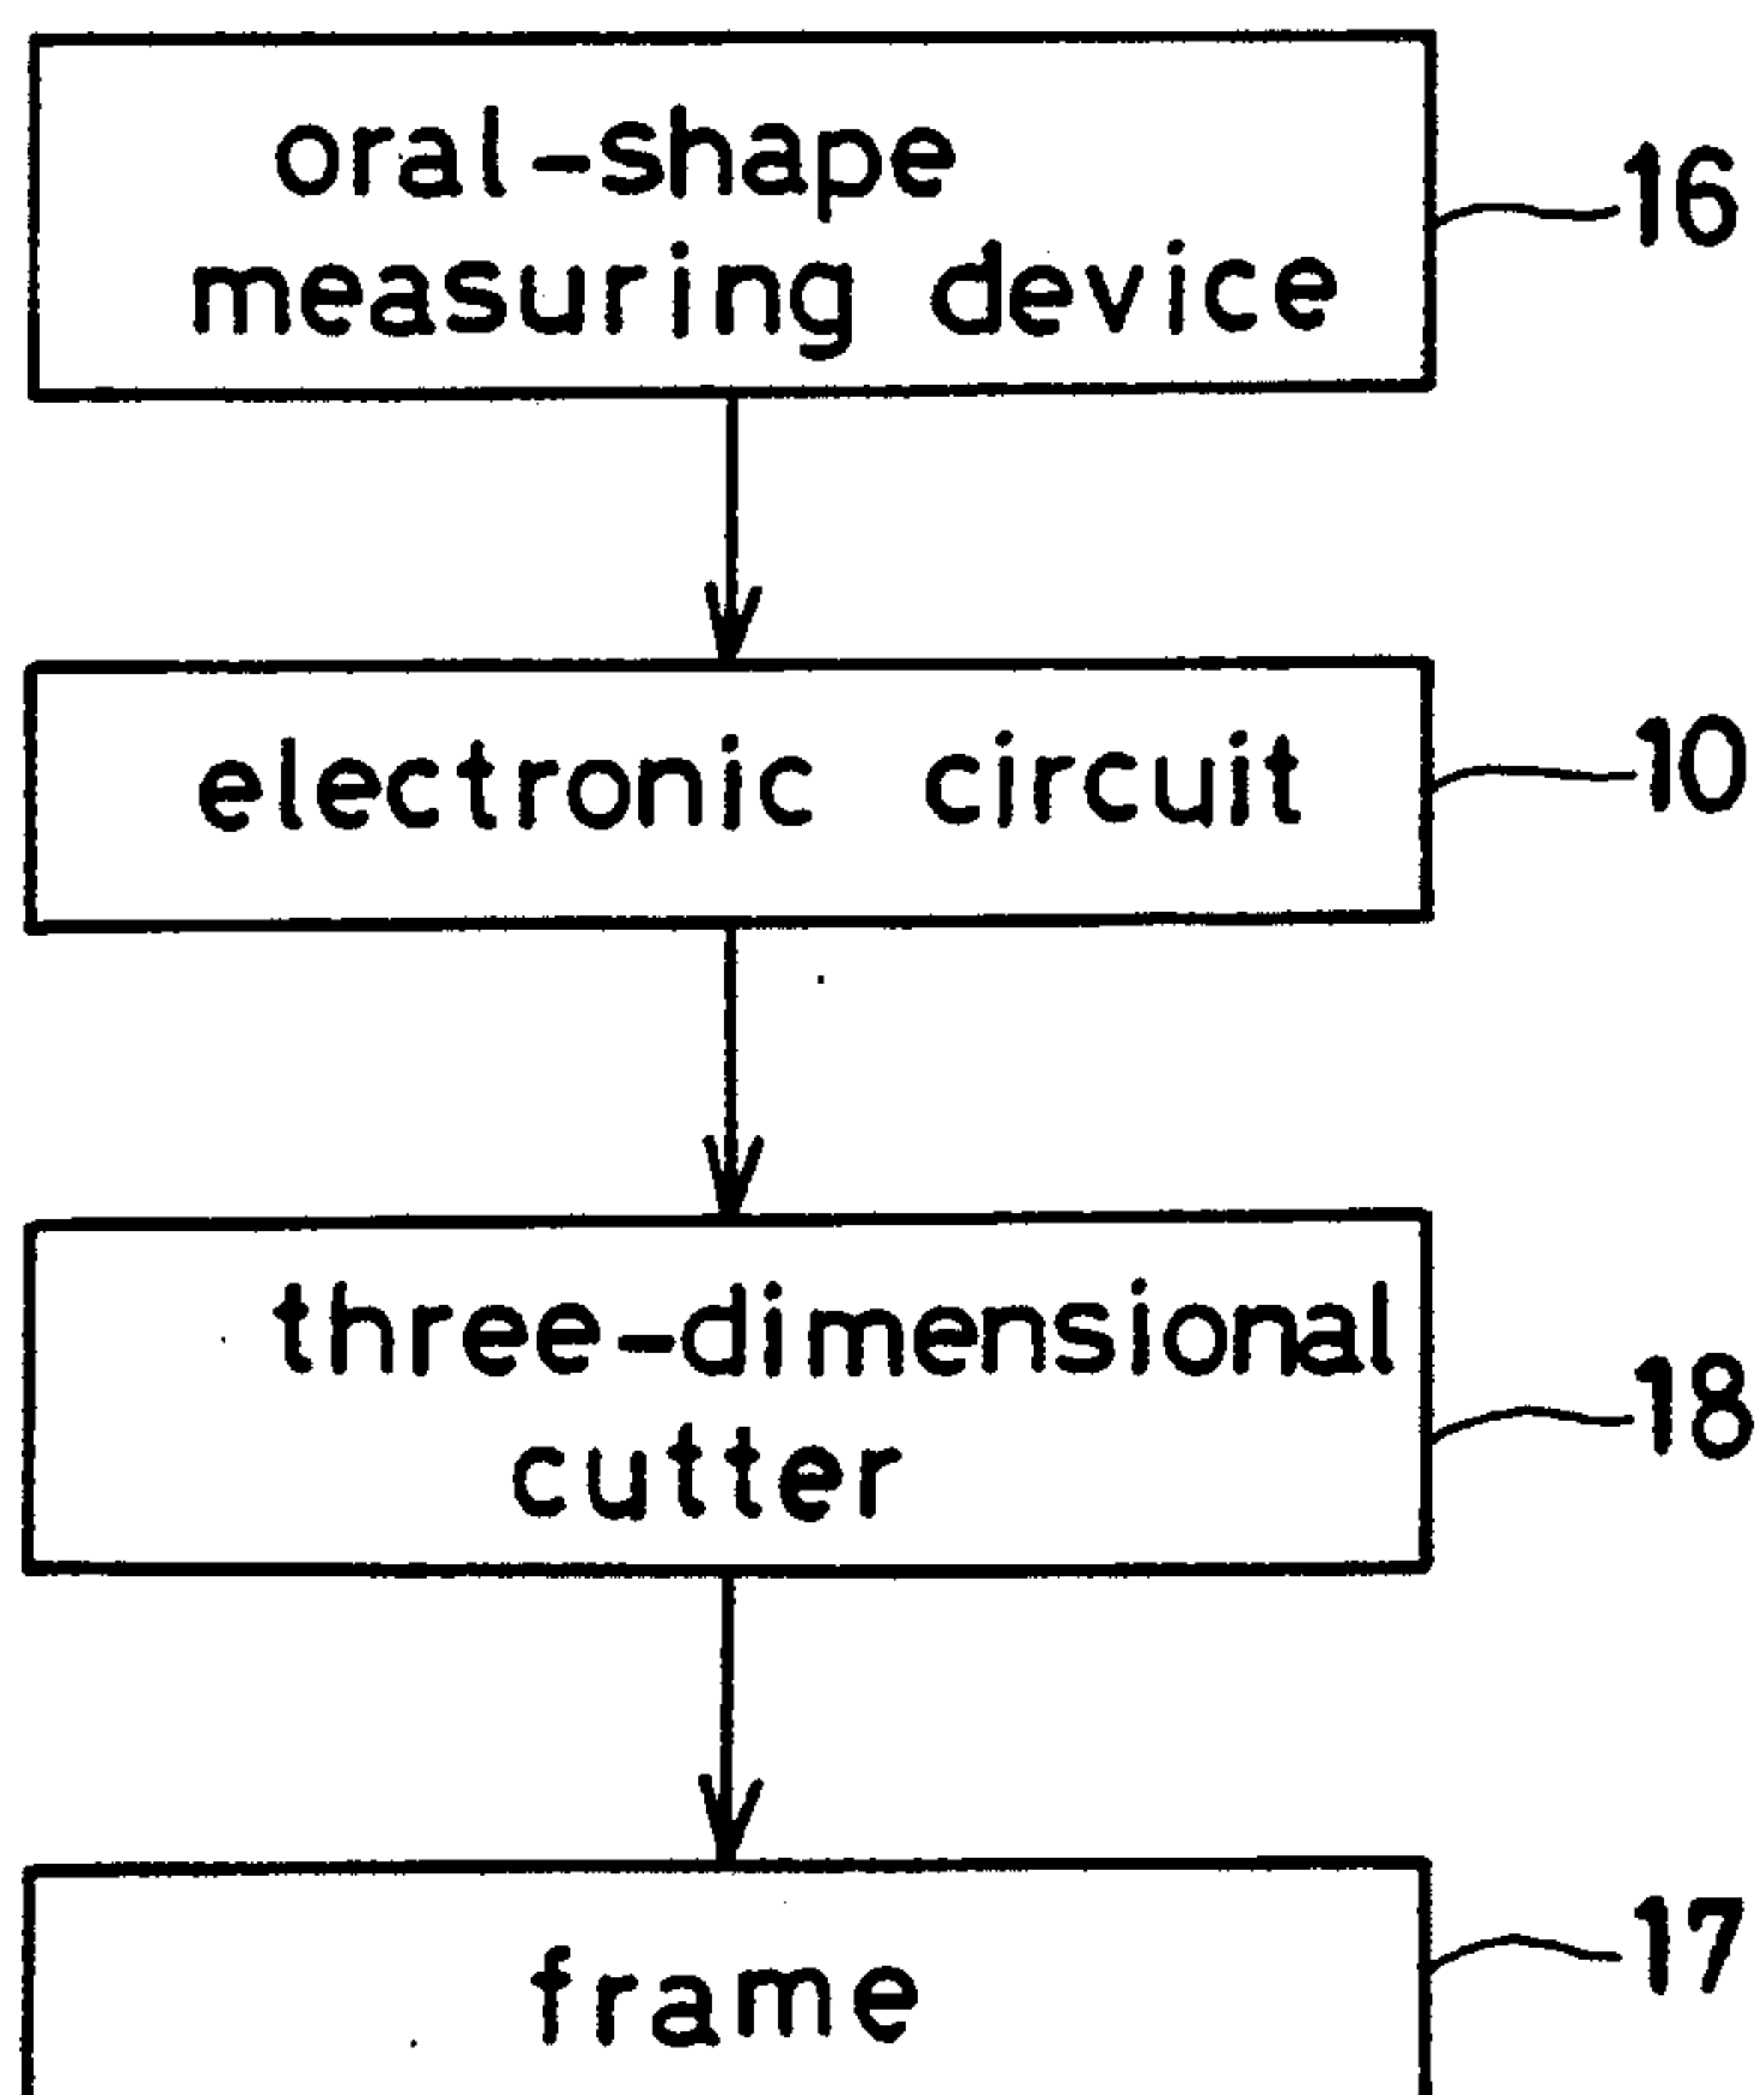 oral-shape
measuring device
16
electronic circuit
10
three-dimensional
cutter
18
frame
17